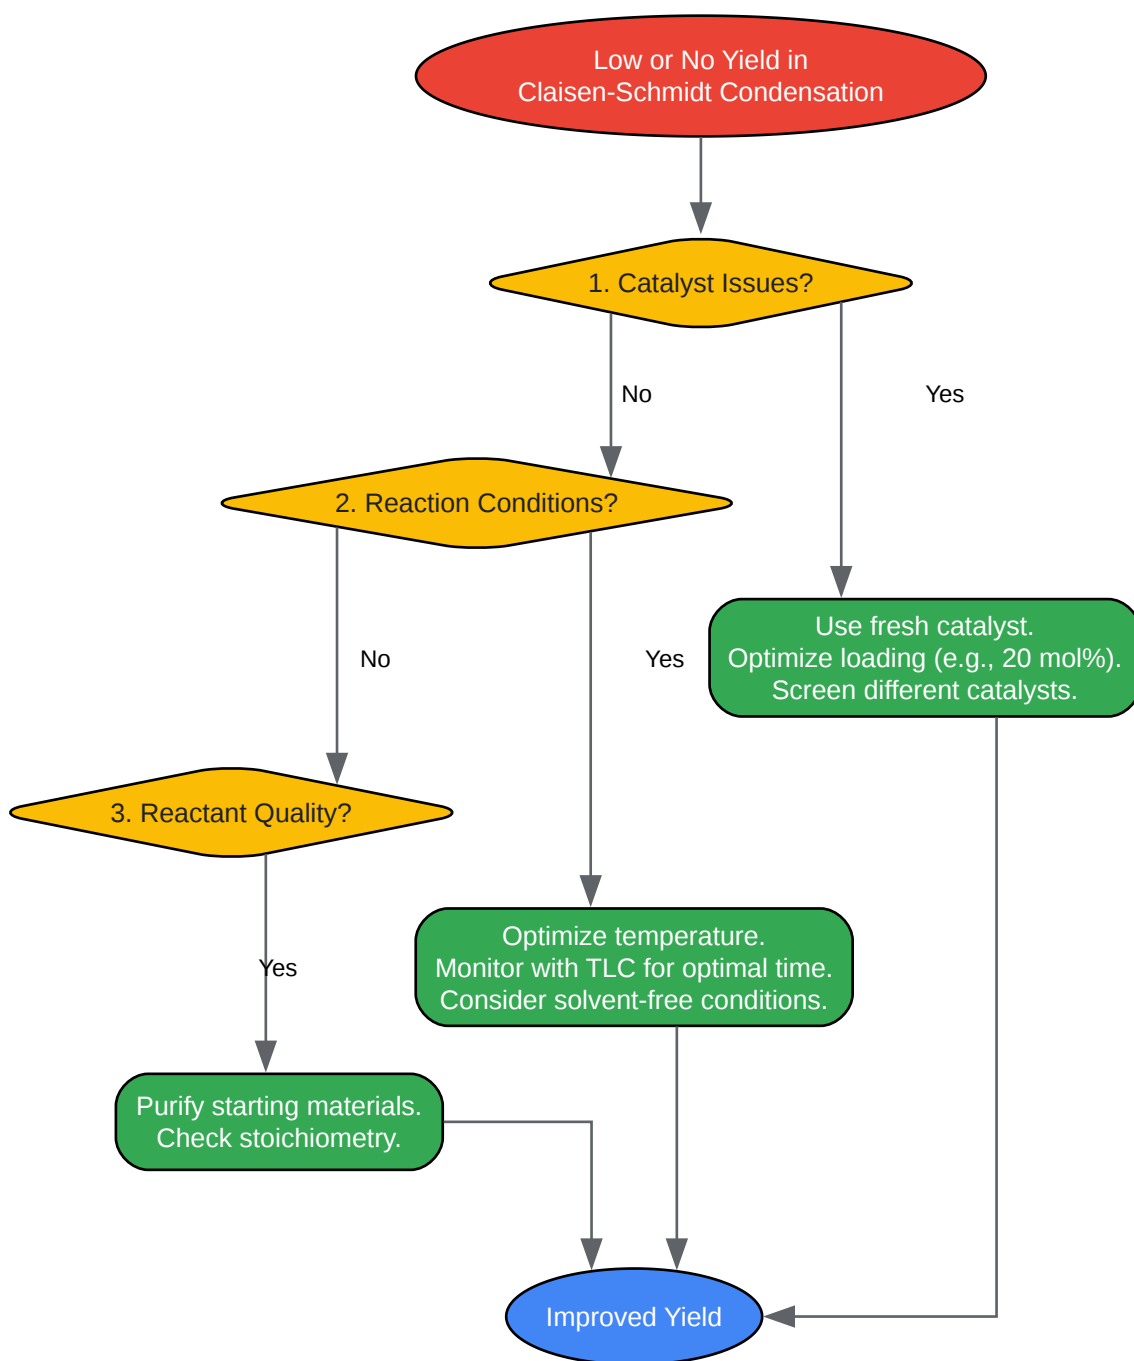 Low or No Yield in
Claisen-Schmidt Condensation
1. Catalyst Issues?
No
Yes
2. Reaction Conditions?
No
Yes
Use fresh catalyst.
Optimize loading (e.g., 20 mol%).
Screen different catalysts.
3. Reactant Quality?
Yes
Optimize temperature.
Monitor with TLC for optimal time.
Consider solvent-free conditions.
Purify starting materials.
Check stoichiometry.
Improved Yield